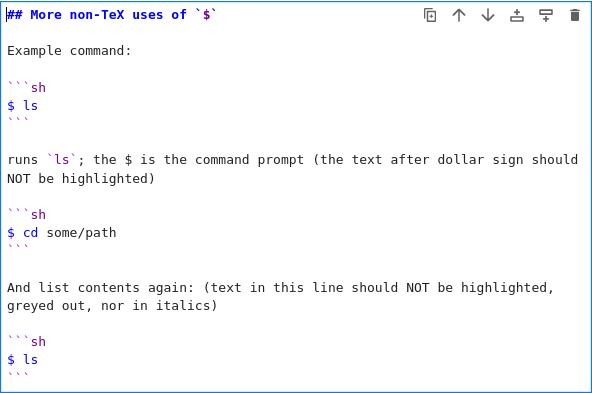 ## More non-TeX uses of `$`
Example command:
```sh
$ ls
```
runs `ls`; the $ is the command prompt (the text after dollar sign should
NOT be highlighted)
```sh
$ cd some/path
```
And list contents again: (text in this line should NOT be highlighted,
greyed out, nor in italics)
```sh
$ ls
```